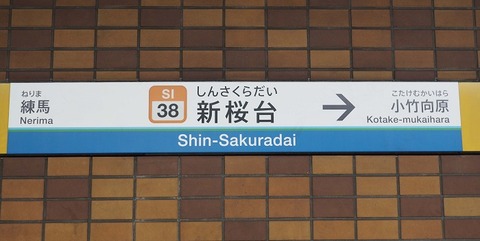 ねりま
練馬
Nerima
SI
38
しんさくらだい
新桜台
Shin-Sakuradai
→
こたけむかいはら
小竹向原
Kotake-mukaihara